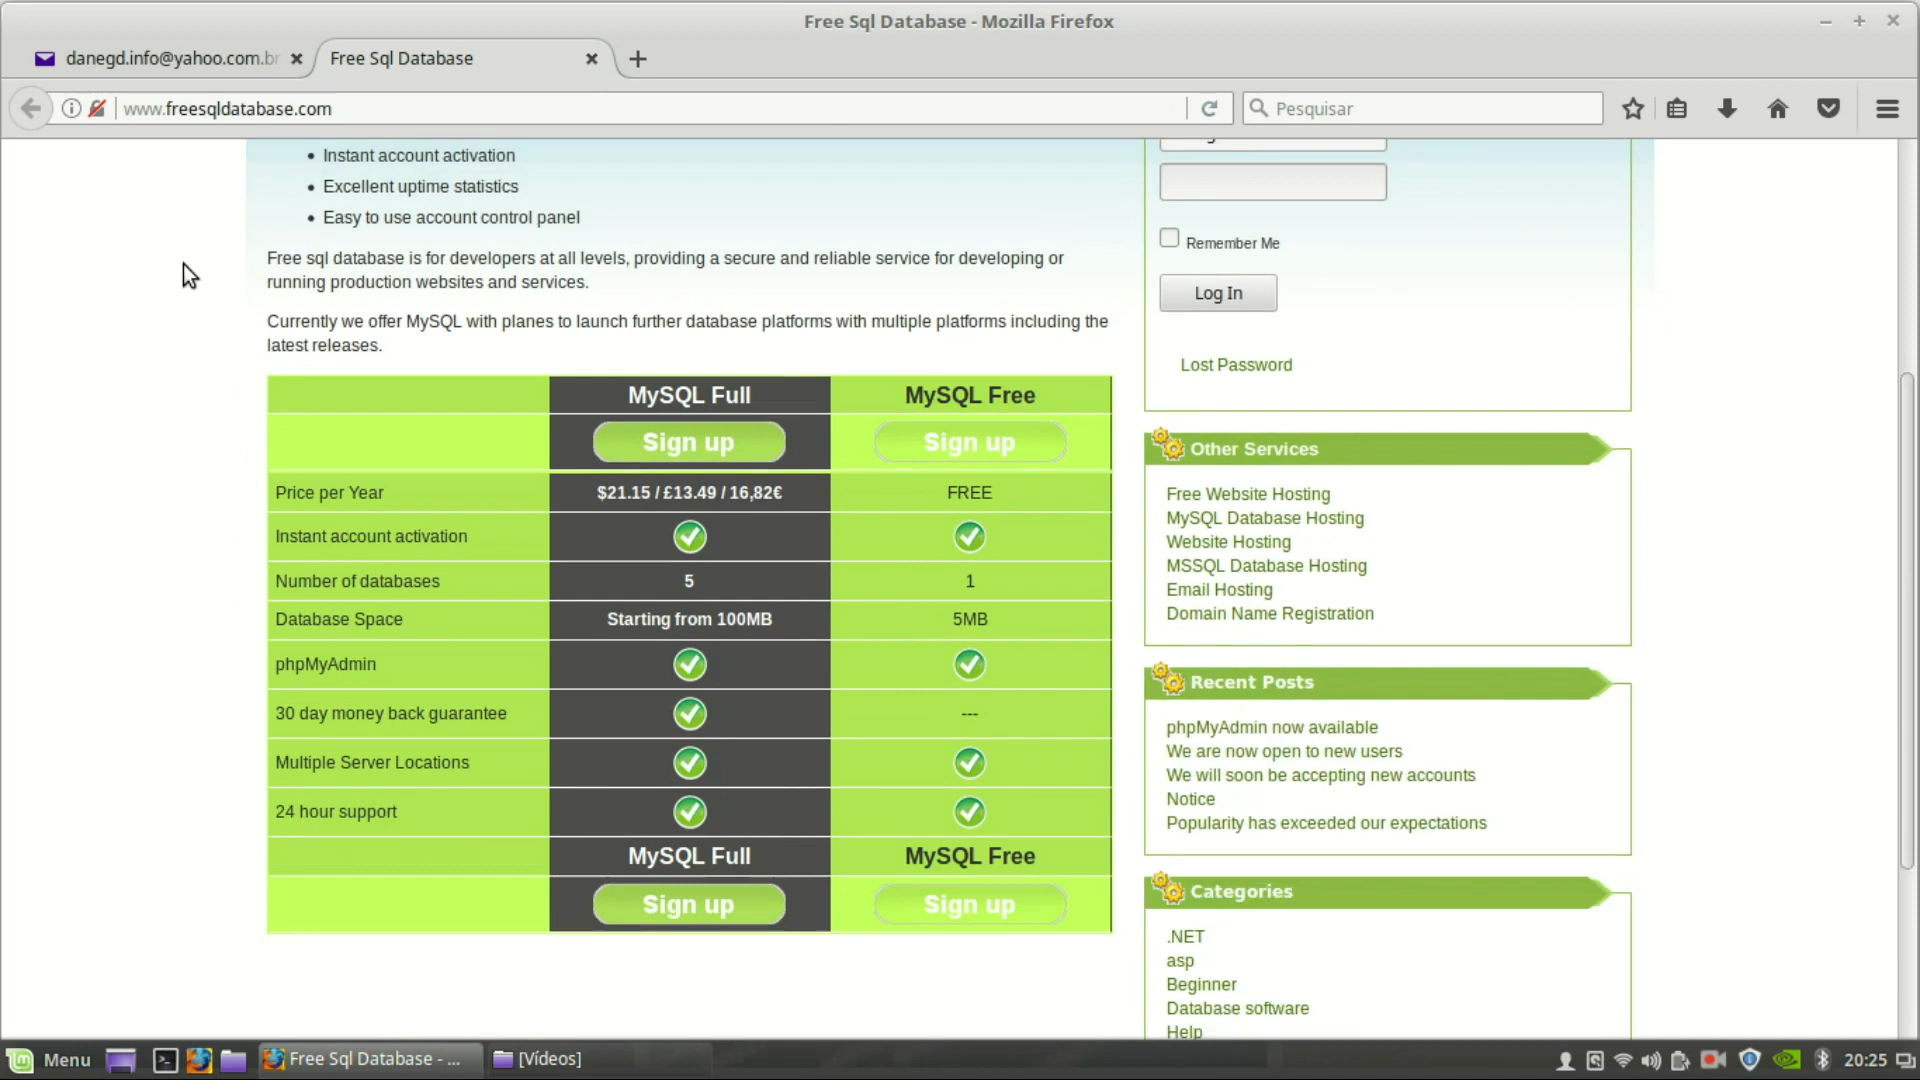 Free Sql Database - Mozilla Firefox
danegd.info@yahoo.com.br
Free Sql Database
www.freesqldatabase.com
Pesquisar
Instant account activation
Excellent uptime statistics
Easy to use account control panel
Free sql database is for developers at all levels, providing a secure and reliable service for developing or
running production websites and services.
Currently we offer MySQL with planes to launch further database platforms with multiple platforms including the
latest releases.
MySQL Full MySQL Free
Sign up Sign up
Price per Year $21.15 / £13.49 / 16,82€ FREE
Instant account activation
Number of databases 5 1
Database Space Starting from 100MB 5MB
phpMyAdmin
30 day money back guarantee ---
Multiple Server Locations
24 hour support
MySQL Full MySQL Free
Sign up Sign up
Remember Me
Log In
Lost Password
Other Services
Free Website Hosting
MySQL Database Hosting
Website Hosting
MSSQL Database Hosting
Email Hosting
Domain Name Registration
Recent Posts
phpMyAdmin now available
We are now open to new users
We will soon be accepting new accounts
Notice
Popularity has exceeded our expectations
Categories
.NET
asp
Beginner
Database software
Help
Menu
Free Sql Database - ...
[Vídeos]
20:25